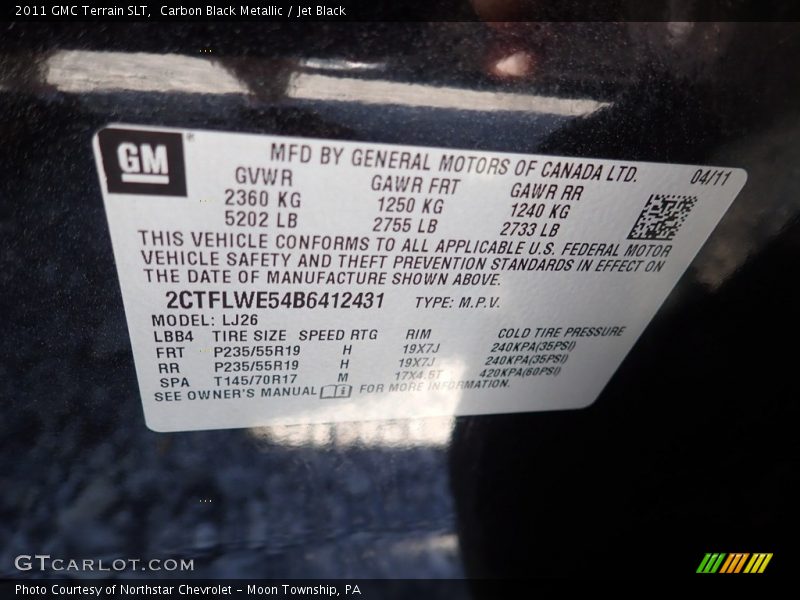 2011 GMC Terrain SLT, Carbon Black Metallic / Jet Black
GM ®
MFD BY GENERAL MOTORS OF CANADA LTD. 04/11
GVWR GAWR FRT GAWR RR
2360 KG 1250 KG 1240 KG
5202 LB 2755 LB 2733 LB
THIS VEHICLE CONFORMS TO ALL APPLICABLE U.S. FEDERAL MOTOR
VEHICLE SAFETY AND THEFT PREVENTION STANDARDS IN EFFECT ON
THE DATE OF MANUFACTURE SHOWN ABOVE.
2CTFLWE54B6412431 TYPE: M.P.V.
MODEL: LJ26
LBB4 TIRE SIZE SPEED RTG RIM COLD TIRE PRESSURE
FRT P235/55R19 H 19X7J 240KPA(35PSI)
RR P235/55R19 H 19X7J 240KPA(35PSI)
SPA T145/70R17 M 17X4.5T 420KPA(60PSI)
SEE OWNER'S MANUAL FOR MORE INFORMATION.
GTCARLOT.COM
Photo Courtesy of Northstar Chevrolet - Moon Township, PA